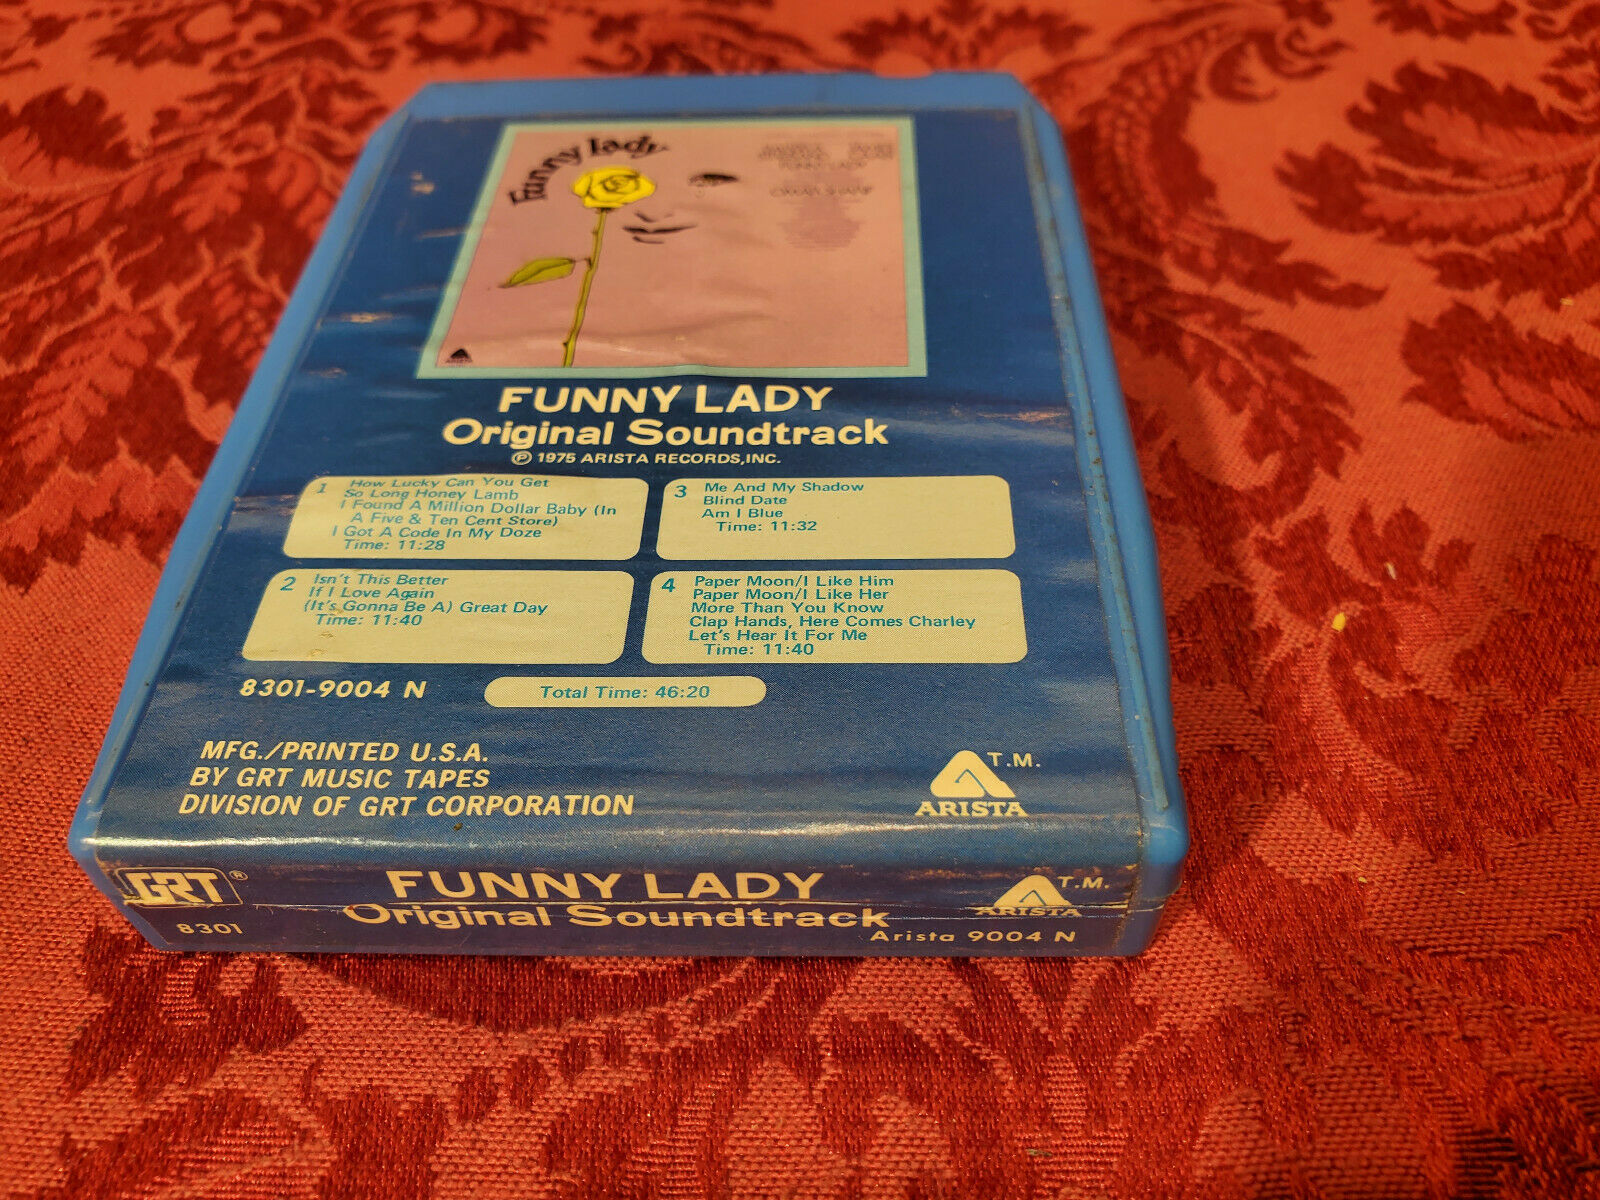 Funny Lady
FUNNY LADY
OMAR SHARIF
ARISTA
FUNNY LADY
Original Soundtrack
℗ 1975 ARISTA RECORDS, INC.
1 How Lucky Can You Get
So Long Honey Lamb
I Found A Million Dollar Baby (In
A Five & Ten Cent Store)
I Got A Code In My Doze
Time: 11:28
2 Isn't This Better
If I Love Again
(It's Gonna Be A) Great Day
Time: 11:40
3 Me And My Shadow
Blind Date
Am I Blue
Time: 11:32
4 Paper Moon/I Like Him
Paper Moon/I Like Her
More Than You Know
Clap Hands, Here Comes Charley
Let's Hear It For Me
Time: 11:40
8301-9004 N
Total Time: 46:20
MFG./PRINTED U.S.A.
BY GRT MUSIC TAPES
DIVISION OF GRT CORPORATION
T.M.
ARISTA
GRT®
8301
FUNNY LADY
Original Soundtrack
T.M.
ARISTA
Arista 9004 N